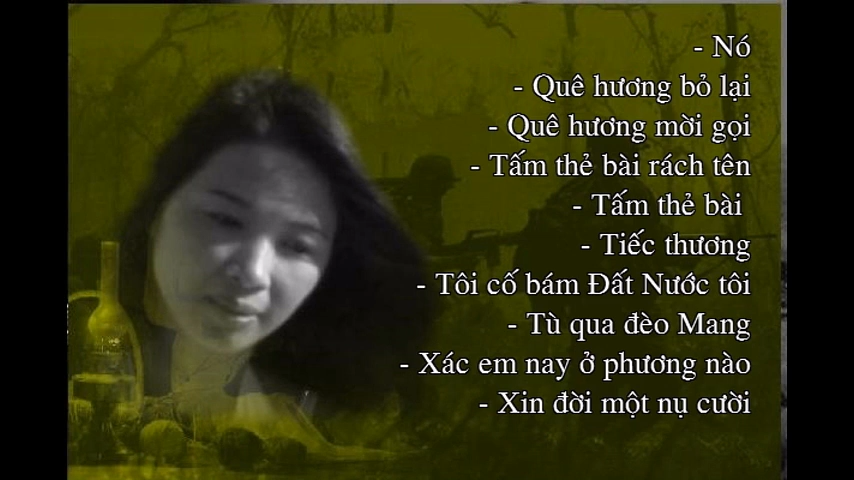 - Nó
- Quê hương bỏ lại
- Quê hương mời gọi
- Tấm thẻ bài rách tên
- Tấm thẻ bài
- Tiếc thương
- Tôi cố bám Đất Nước tôi
- Tù qua đèo Mang
- Xác em nay ở phương nào
- Xin đời một nụ cười